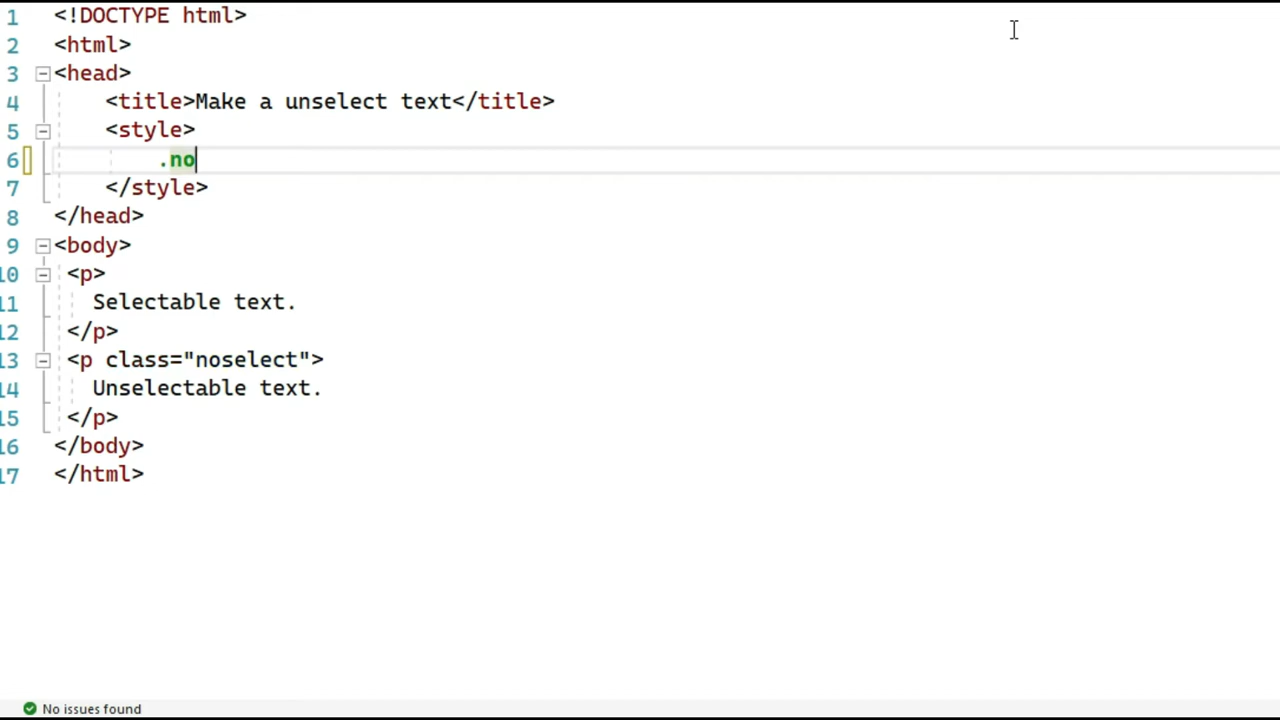 1 <!DOCTYPE html>
2 <html>
3 <head>
4 <title>Make a unselect text</title>
5 <style>
6 .no
7 </style>
8 </head>
9 <body>
10 <p>
11 Selectable text.
12 </p>
13 <p class="noselect">
14 Unselectable text.
15 </p>
16 </body>
17 </html>
No issues found